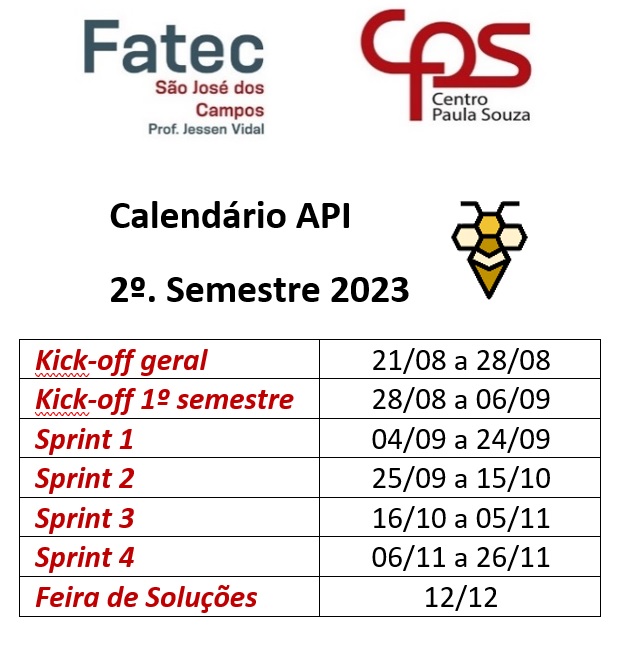 Fatec
São José dos
Campos
Prof. Jessen Vidal
cps
Centro
Paula Souza
Calendário API
2º. Semestre 2023
Kick-off geral 21/08 a 28/08
Kick-off 1º semestre 28/08 a 06/09
Sprint 1 04/09 a 24/09
Sprint 2 25/09 a 15/10
Sprint 3 16/10 a 05/11
Sprint 4 06/11 a 26/11
Feira de Soluções 12/12